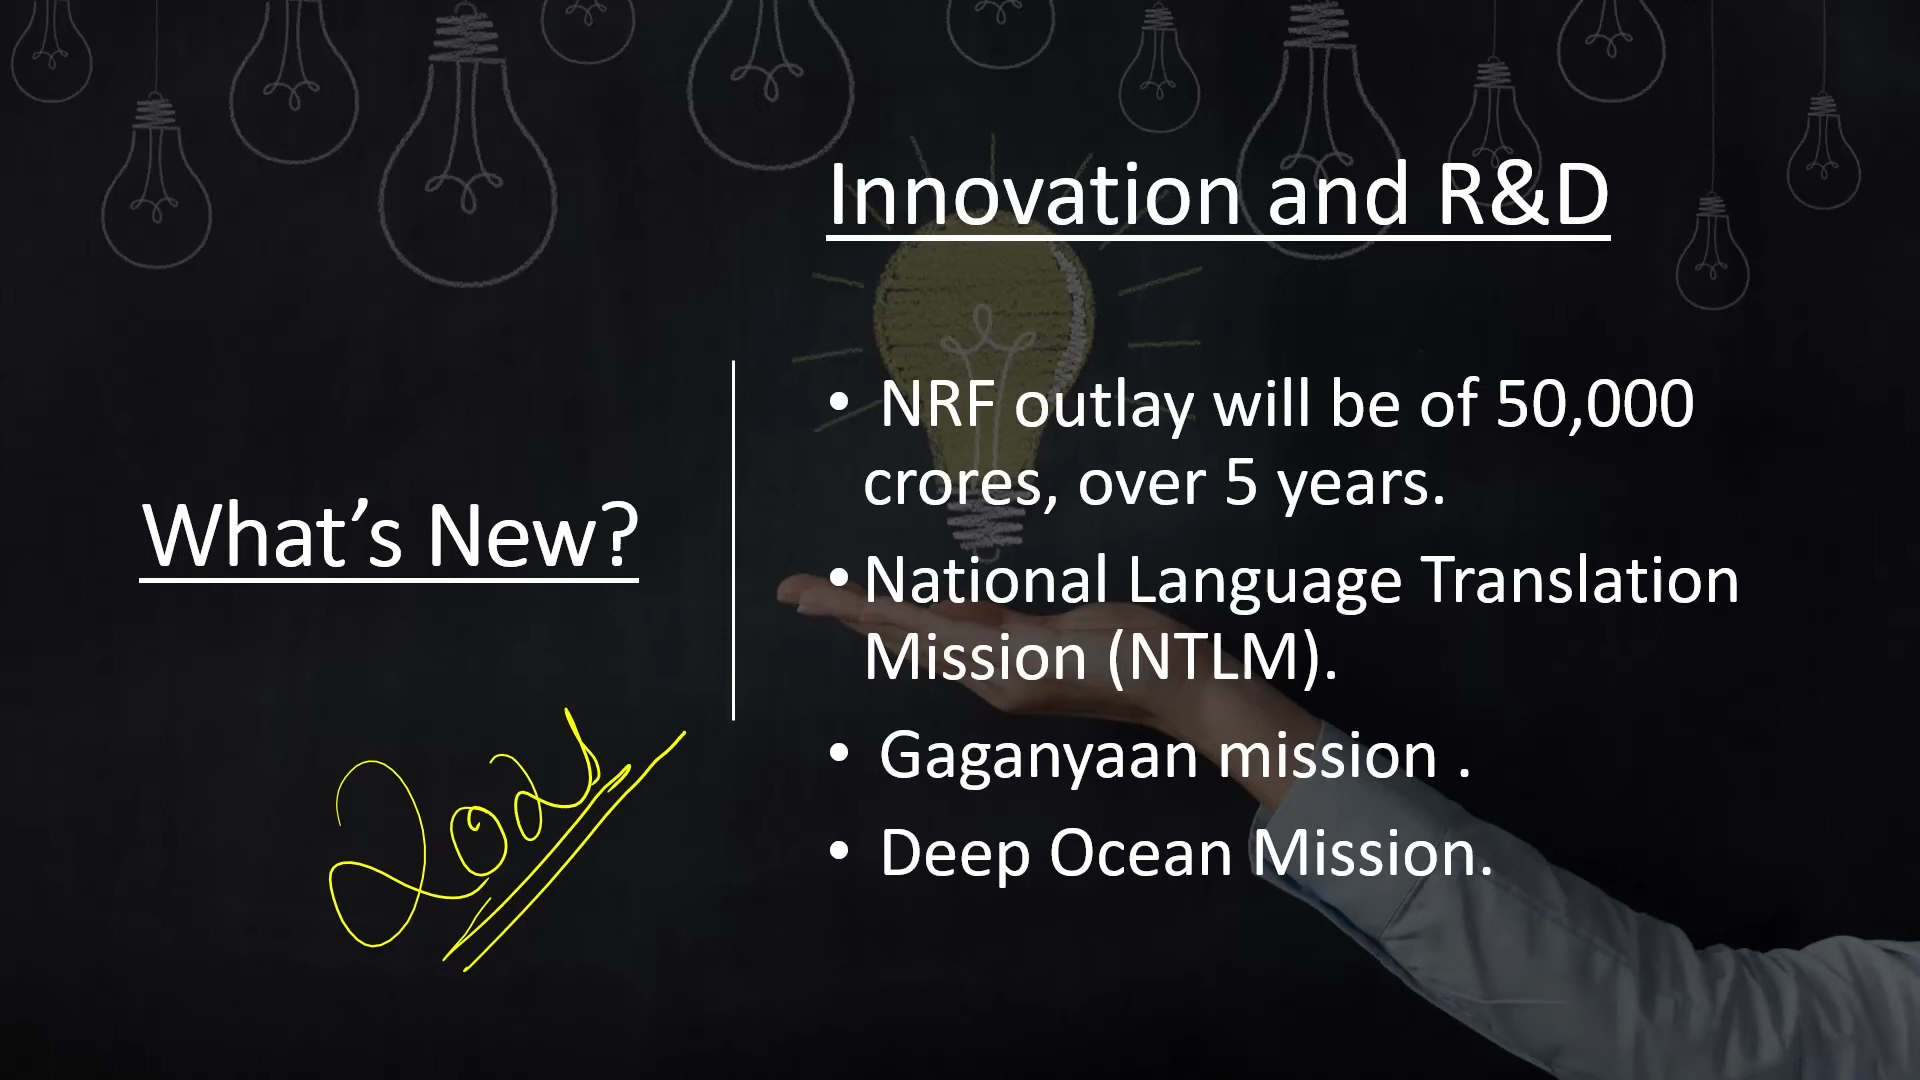 What's New?
2021
Innovation and R&D
• NRF outlay will be of 50,000
crores, over 5 years.
• National Language Translation
Mission (NTLM).
• Gaganyaan mission .
• Deep Ocean Mission.